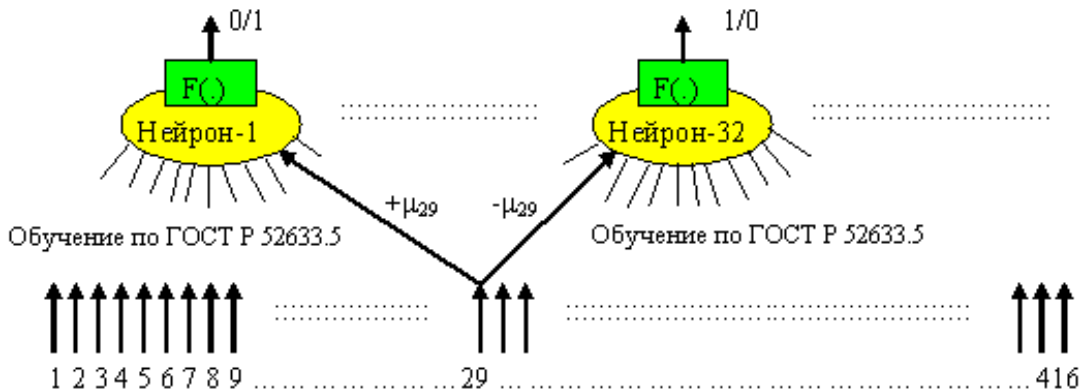 0/1 1/0
F(.) F(.)
Нейрон-1 Нейрон-32
+μ29 -μ29
Обучение по ГОСТ Р 52633.5 Обучение по ГОСТ Р 52633.5
1 2 3 4 5 6 7 8 9 ... ... ... ... ... ... ...29 ... ... ... ... ... ... ... ... ... ... ... ... ... ... ...416